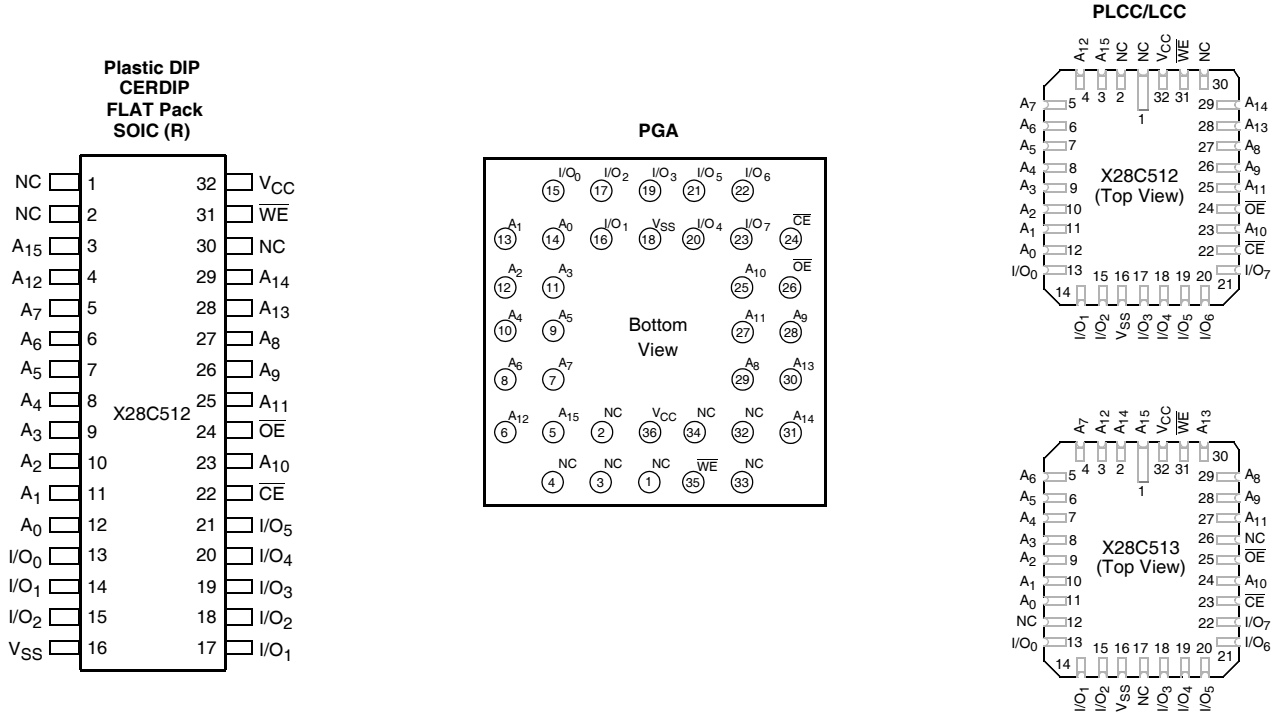 Plastic DIP
CERDIP
FLAT Pack
SOIC (R)
NC 1 32 VCC
NC 2 31 WE
A15 3 30 NC
A12 4 29 A14
A7 5 28 A13
A6 6 27 A8
A5 7 26 A9
A4 8 25 A11
X28C512
A3 9 24 OE
A2 10 23 A10
A1 11 22 CE
A0 12 21 I/O5
I/O0 13 20 I/O4
I/O1 14 19 I/O3
I/O2 15 18 I/O2
VSS 16 17 I/O1
PGA
I/O0 I/O2 I/O3 I/O5 I/O6
15 17 19 21 22
A1 A0 I/O1 VSS I/O4 I/O7 CE
13 14 16 18 20 23 24
A2 A3 A10 OE
12 11 25 26
A4 A5 A11 A9
10 9 27 28
Bottom
View
A6 A7 A8 A13
8 7 29 30
A12 A15 NC VCC NC NC A14
6 5 2 36 34 32 31
NC NC NC WE NC
4 3 1 35 33
PLCC/LCC
A12 A15 NC NC VCC WE NC
4 3 2 1 32 31 30
A7 5 29 A14
A6 6 28 A13
A5 7 27 A8
A4 8 26 A9
A3 9 25 A11
X28C512
(Top View)
A2 10 24 OE
A1 11 23 A10
A0 12 22 CE
I/O0 13 21 I/O7
14 15 16 17 18 19 20
I/O1 I/O2 VSS I/O3 I/O4 I/O5 I/O6
A7 A12 A14 A15 VCC WE A13
4 3 2 1 32 31 30
A6 5 29 A8
A5 6 28 A9
A4 7 27 A11
A3 8 26 NC
A2 9 25 OE
X28C513
(Top View)
A1 10 24 A10
A0 11 23 CE
NC 12 22 I/O7
I/O0 13 21 I/O6
14 15 16 17 18 19 20
I/O1 I/O2 VSS NC I/O3 I/O4 I/O5